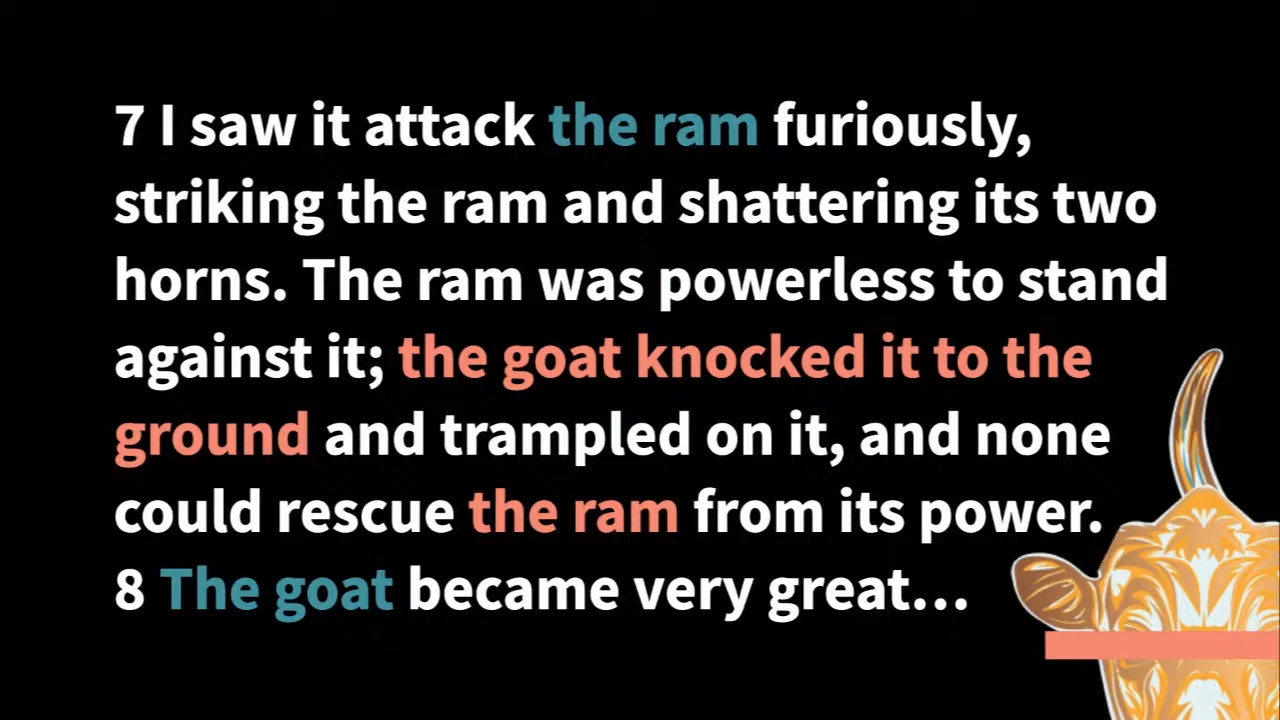 7 I saw it attack the ram furiously,
striking the ram and shattering its two
horns. The ram was powerless to stand
against it; the goat knocked it to the
ground and trampled on it, and none
could rescue the ram from its power.
8 The goat became very great…